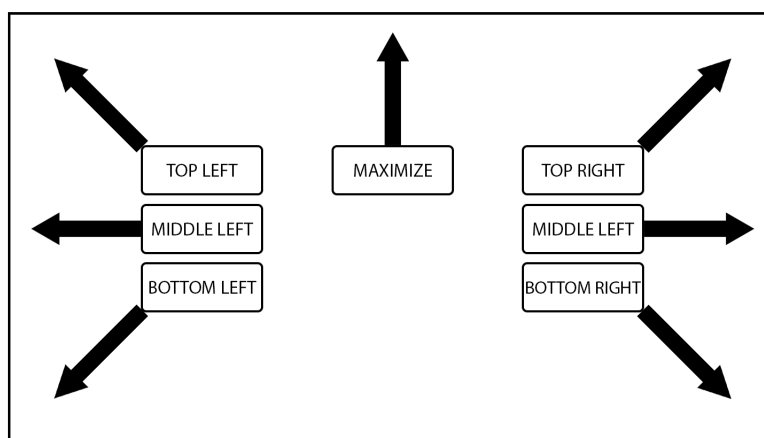 TOP LEFT
MAXIMIZE
TOP RIGHT
MIDDLE LEFT
MIDDLE LEFT
BOTTOM LEFT
BOTTOM RIGHT